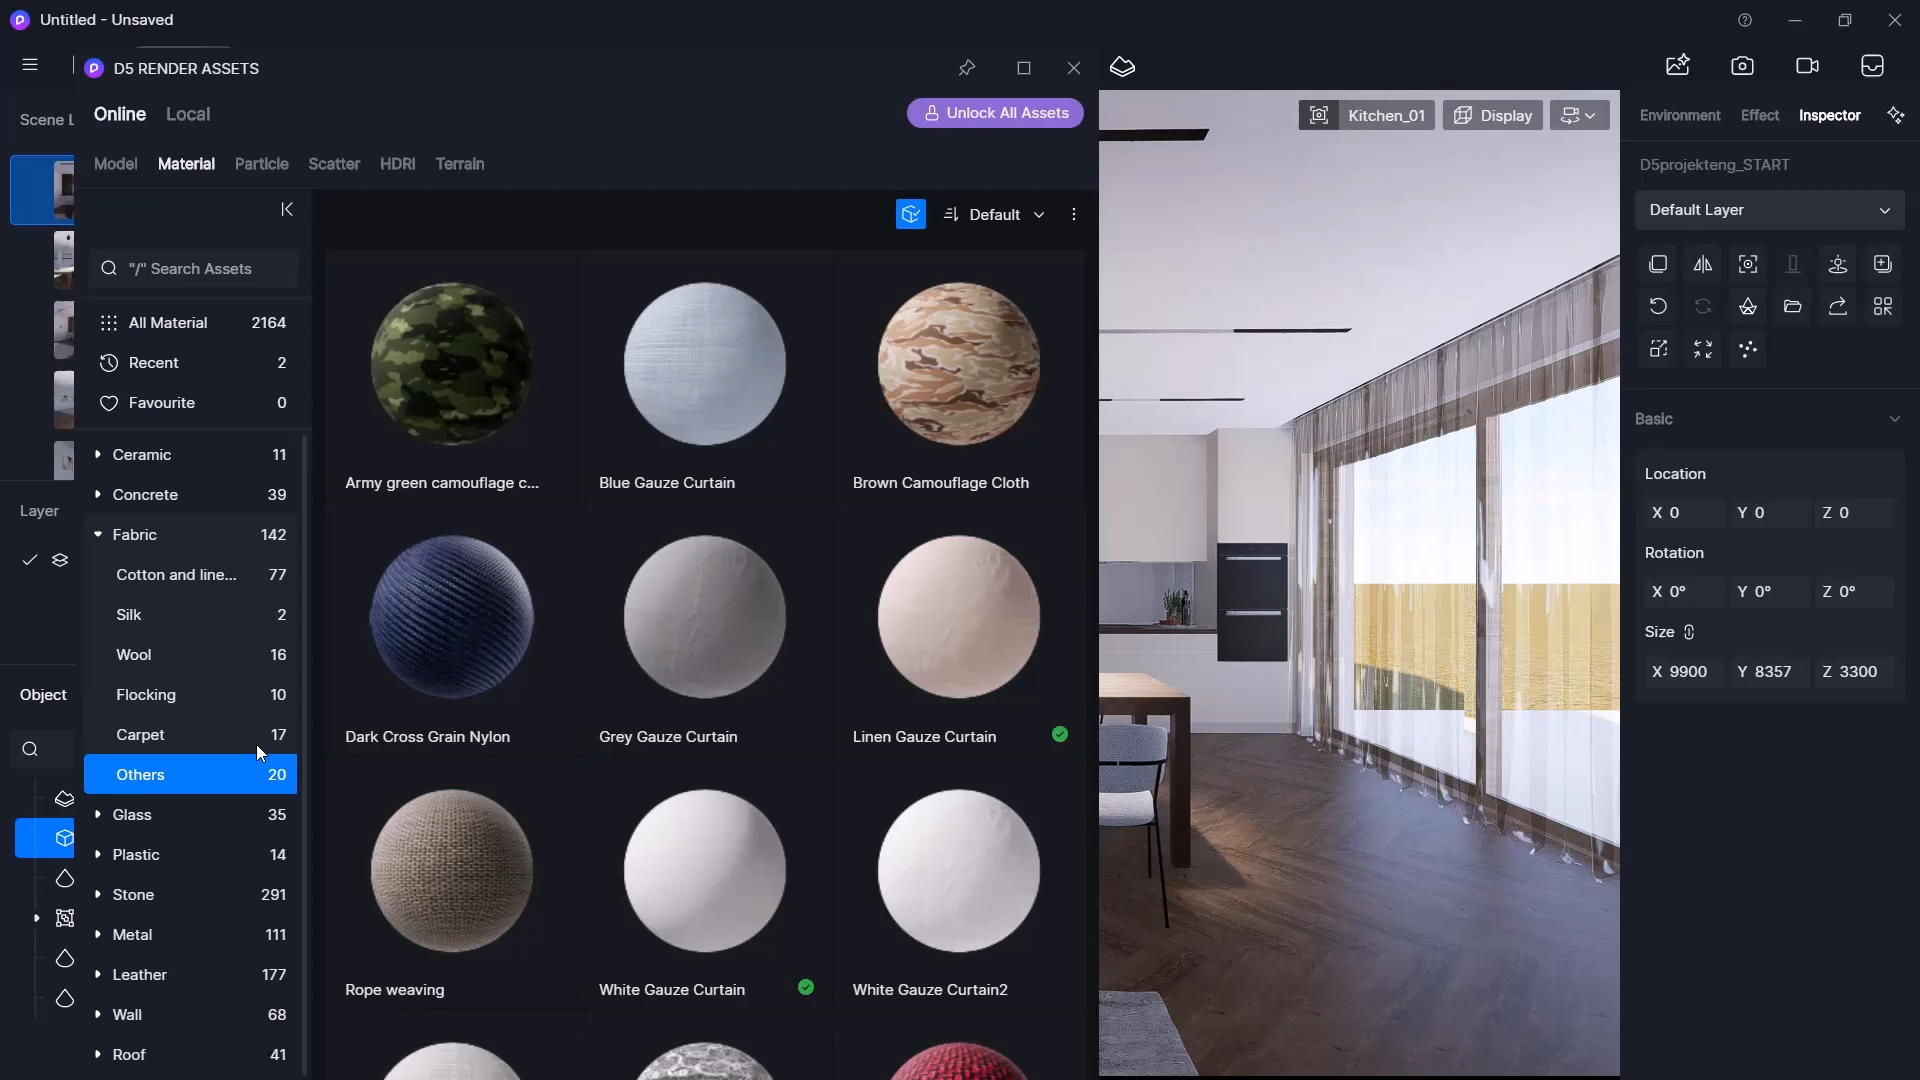 Untitled - Unsaved
D5 RENDER ASSETS
Online
Local
Unlock All Assets
Model
Material
Particle
Scatter
HDRI
Terrain
Default
"/" Search Assets
All Material 2164
Recent 2
Favourite 0
Ceramic 11
Concrete 39
Fabric 142
Cotton and line... 77
Silk 2
Wool 16
Flocking 10
Carpet 17
Others 20
Glass 35
Plastic 14
Stone 291
Metal 111
Leather 177
Wall 68
Roof 41
Army green camouflage c...
Blue Gauze Curtain
Brown Camouflage Cloth
Dark Cross Grain Nylon
Grey Gauze Curtain
Linen Gauze Curtain
Rope weaving
White Gauze Curtain
White Gauze Curtain2
Scene L
Layer
Object
Kitchen_01
Display
Environment
Effect
Inspector
D5projekteng_START
Default Layer
Basic
Location
X 0 Y 0 Z 0
Rotation
X 0° Y 0° Z 0°
Size
X 9900 Y 8357 Z 3300